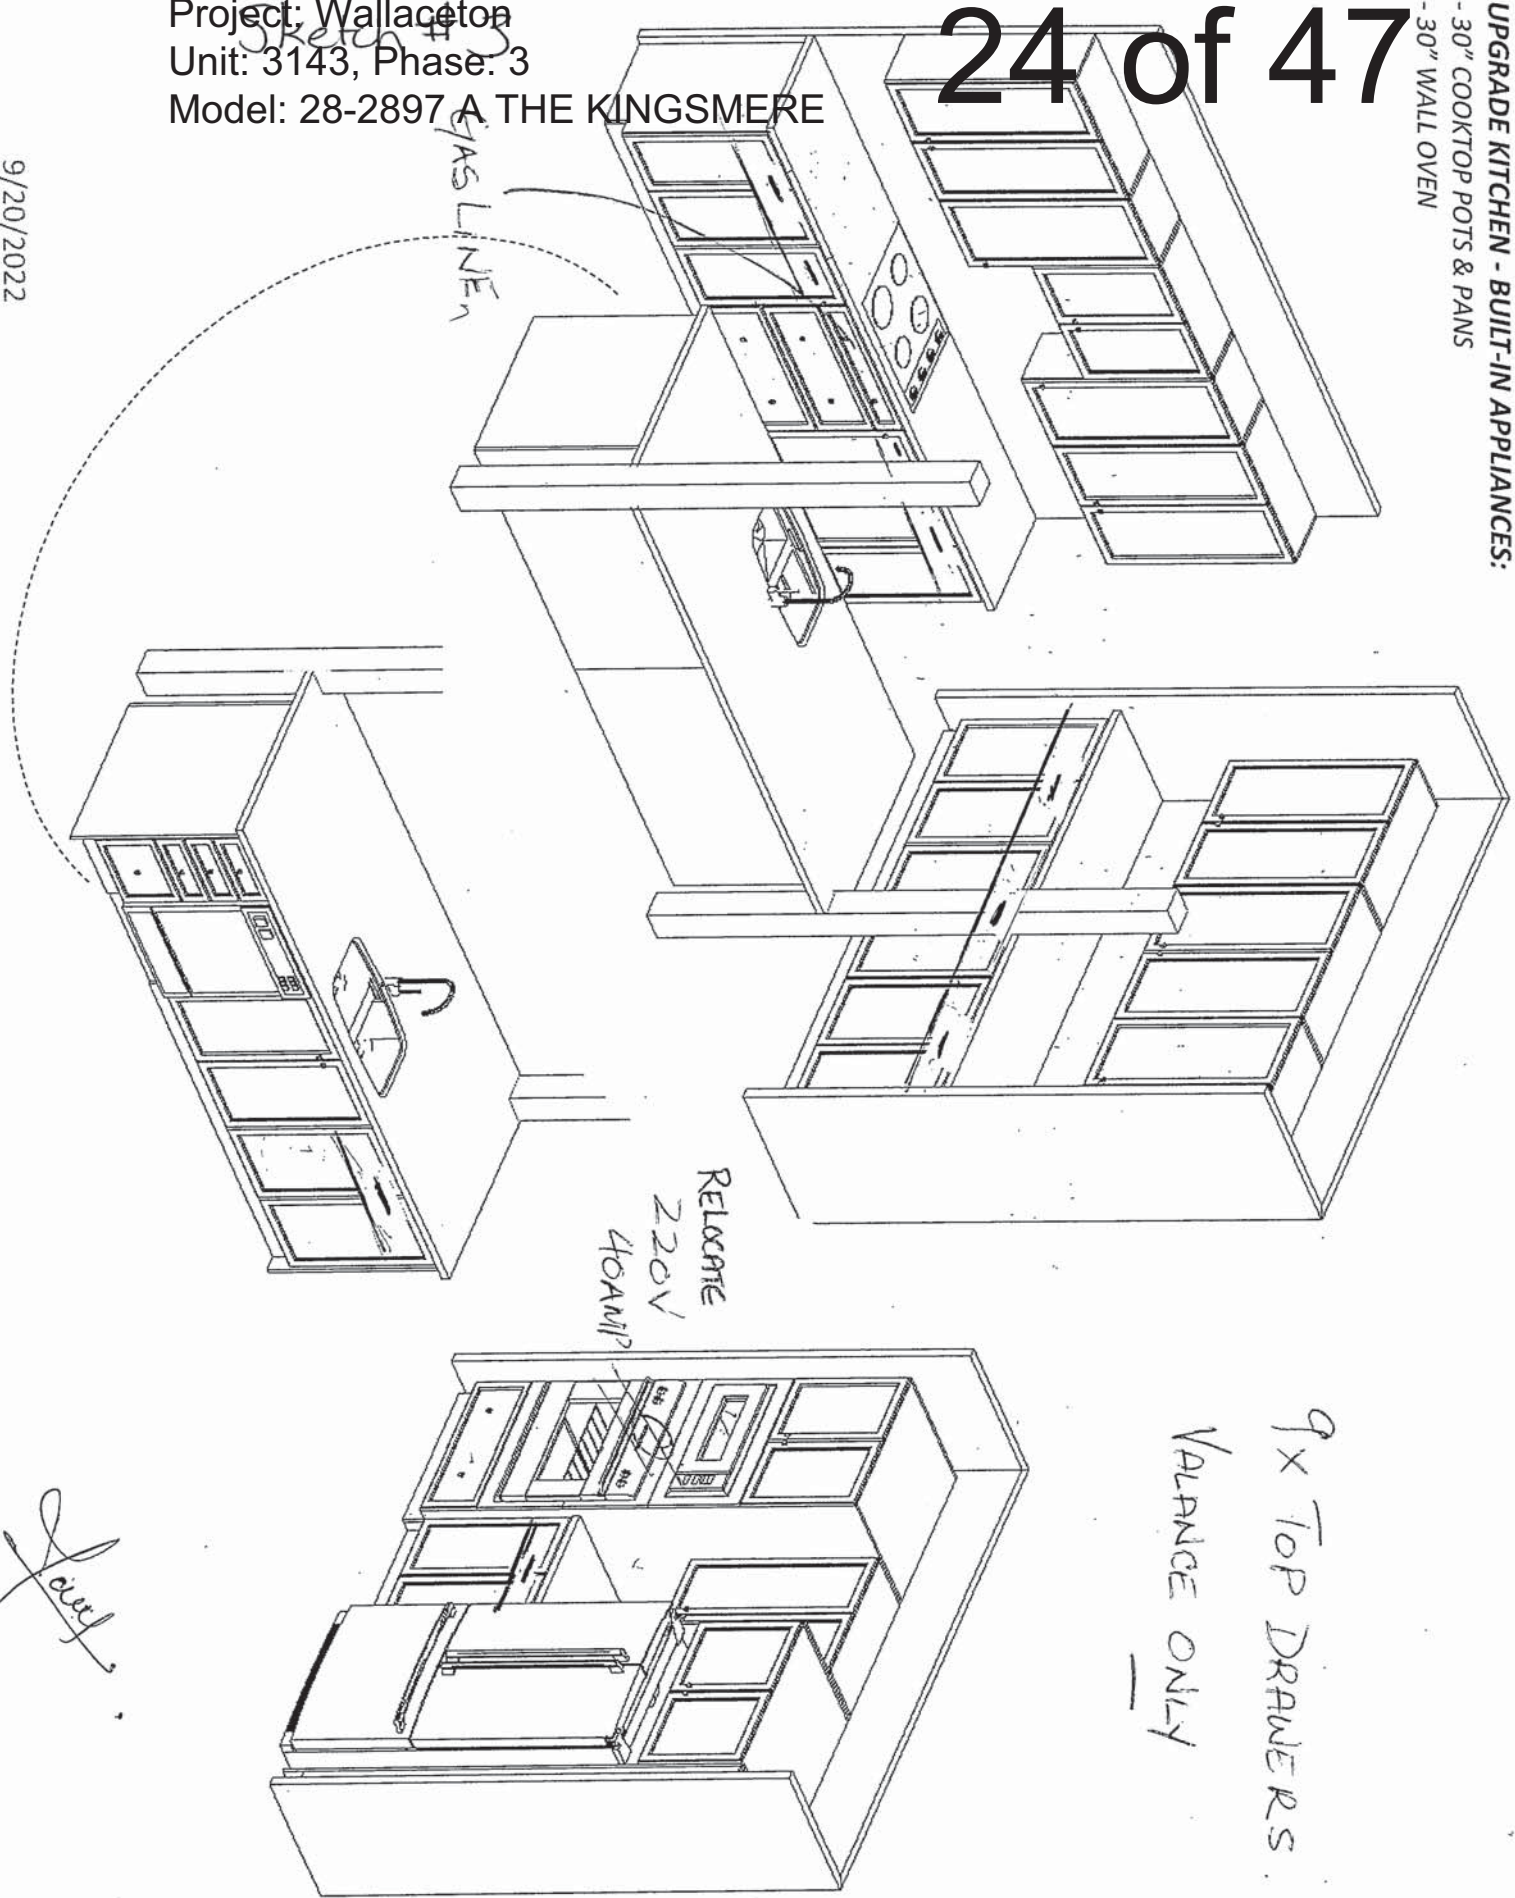 Project: Wallaceton
Unit: 3143, Phase: 3
Model: 28-2897 A THE KINGSMERE
24 of 47
Sketch # 3
UPGRADE KITCHEN - BUILT-IN APPLIANCES:
- 30" COOKTOP POTS & PANS
- 30" WALL OVEN
GAS LINE
RELOCATE
220V
40AMP
9X TOP DRAWERS.
VALANCE ONLY
9/20/2022